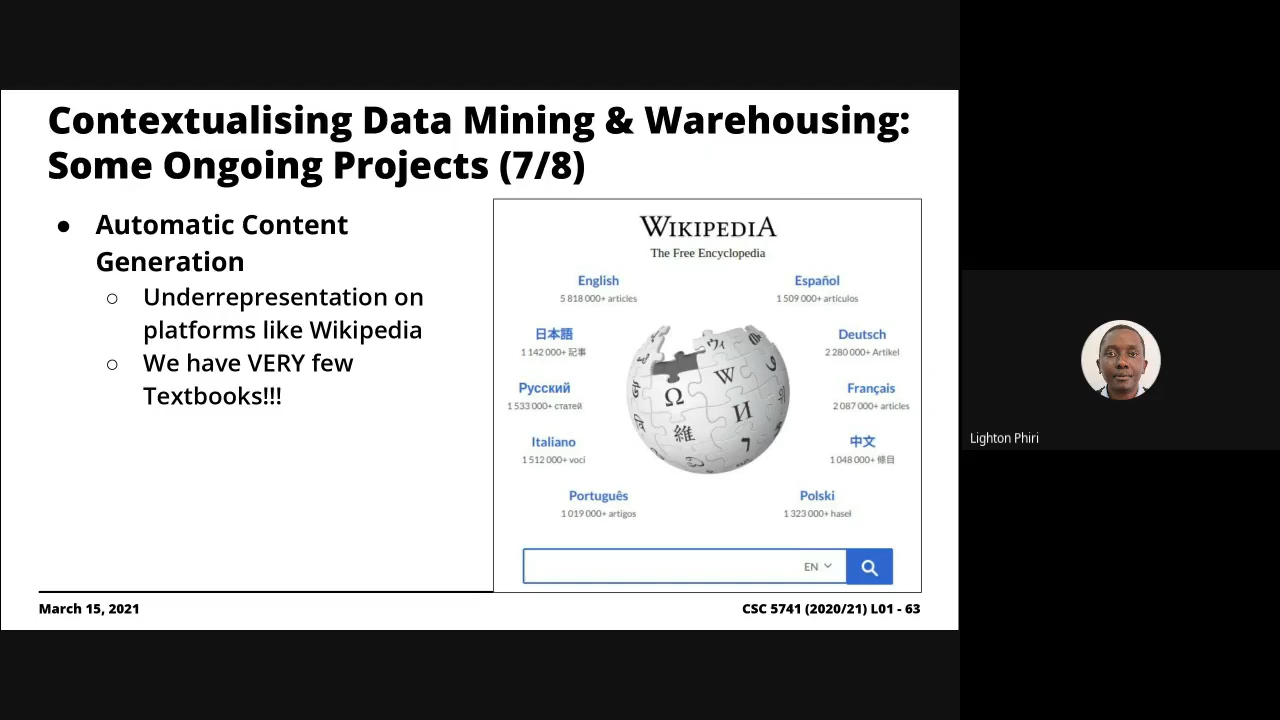 Contextualising Data Mining & Warehousing:
Some Ongoing Projects (7/8)
● Automatic Content
Generation
○ Underrepresentation on
platforms like Wikipedia
○ We have VERY few
Textbooks!!!
WIKIPEDIA
The Free Encyclopedia
English
5 818 000+ articles
Español
1 509 000+ artículos
日本語
1 142 000+ 記事
Deutsch
2 280 000+ Artikel
Русский
1 533 000+ статей
Français
2 087 000+ articles
Italiano
1 512 000+ voci
中文
1 048 000+ 條目
Português
1 019 000+ artigos
Polski
1 323 000+ haseł
Ω W И 維 ウィ
EN
March 15, 2021
CSC 5741 (2020/21) L01 - 63
Lighton Phiri